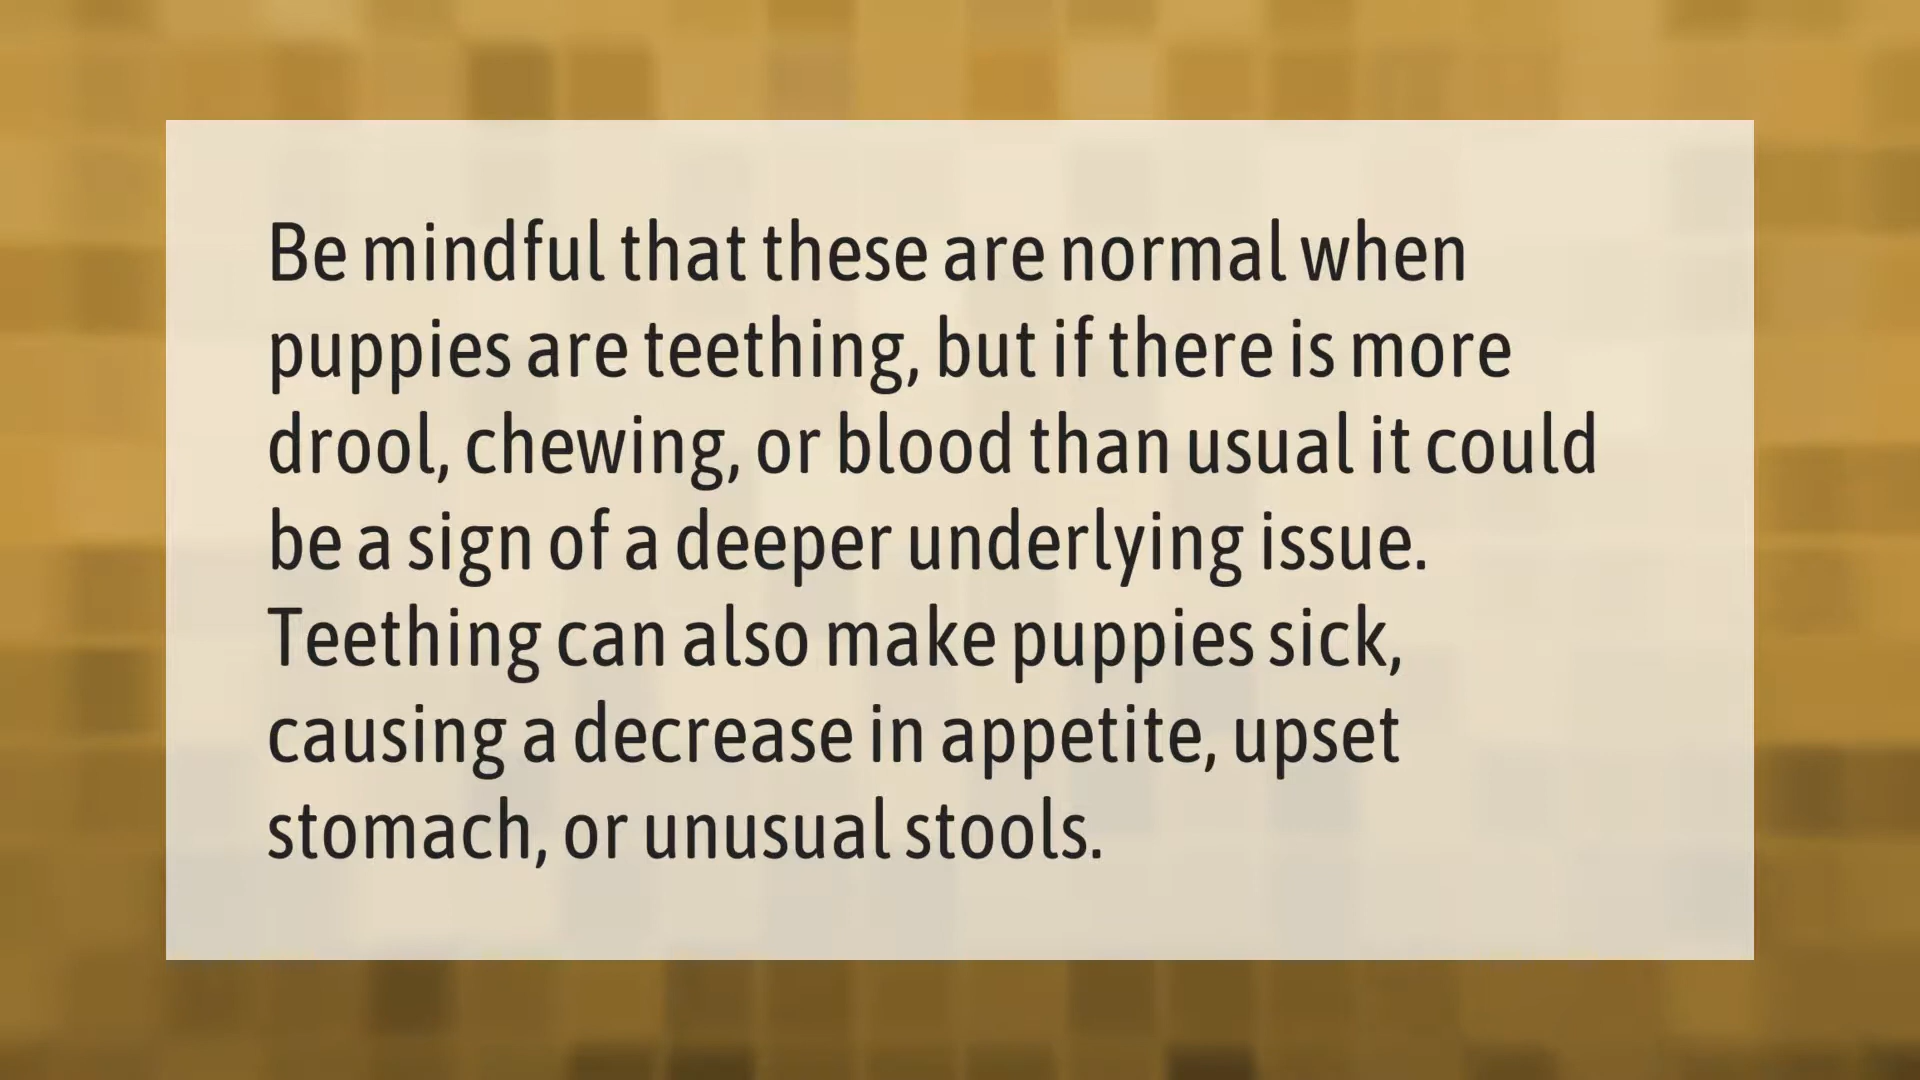 Be mindful that these are normal when
puppies are teething, but if there is more
drool, chewing, or blood than usual it could
be a sign of a deeper underlying issue.
Teething can also make puppies sick,
causing a decrease in appetite, upset
stomach, or unusual stools.